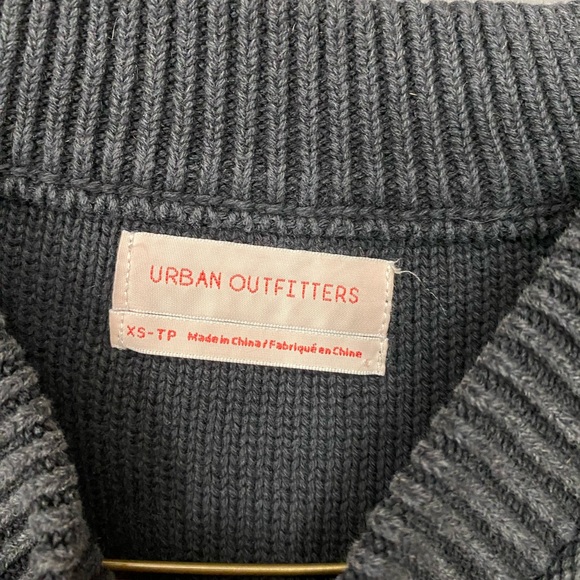 URBAN OUTFITTERS
XS-TP Made in China / Fabriqué en Chine